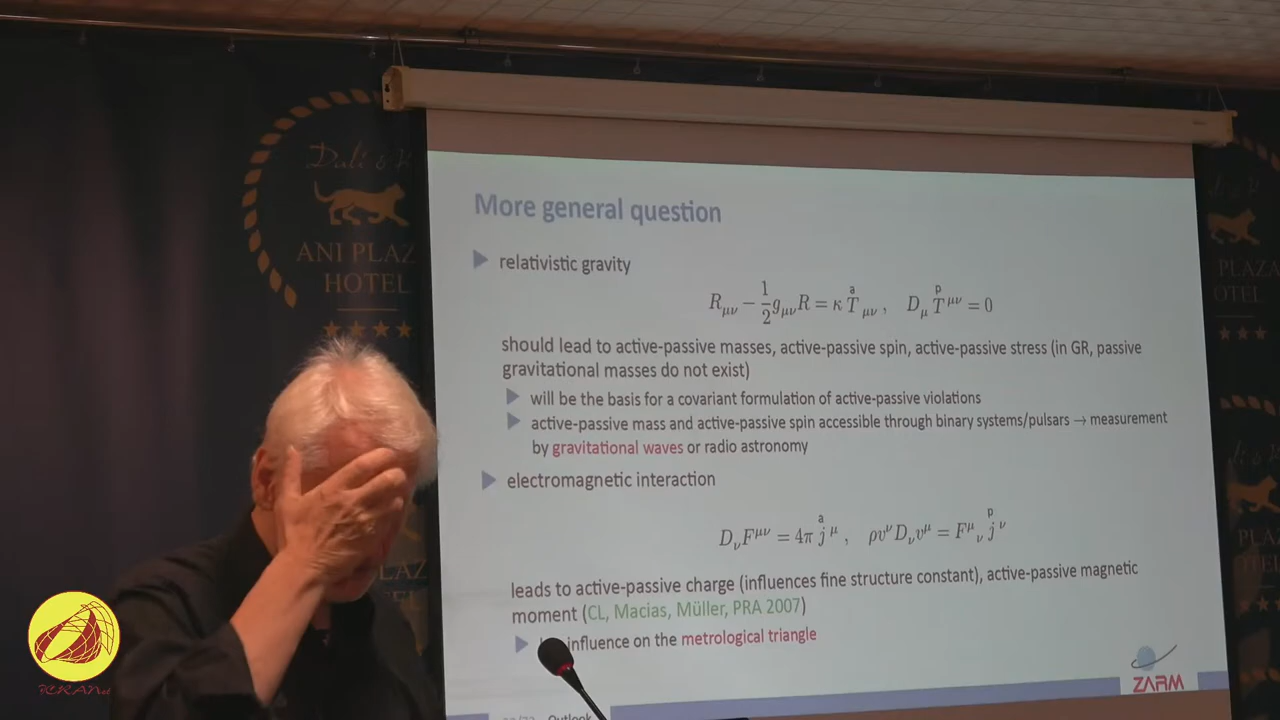 ANI PLAZ
HOTEL
More general question
relativistic gravity
R_{μν} − 1/2 g_{μν} R = κ T^a_{μν} , D_μ T^p^{μν} = 0
should lead to active-passive masses, active-passive spin, active-passive stress (in GR, passive
gravitational masses do not exist)
will be the basis for a covariant formulation of active-passive violations
active-passive mass and active-passive spin accessible through binary systems/pulsars → measurement
by gravitational waves or radio astronomy
electromagnetic interaction
D_ν F^{μν} = 4π j^a^μ , ρv^ν D_ν v^μ = F^μ_ν j^p^ν
leads to active-passive charge (influences fine structure constant), active-passive magnetic
moment (CL, Macias, Müller, PRA 2007)
influence on the metrological triangle
ZARM
Outlook
PLAZA
OTEL
ICRANet